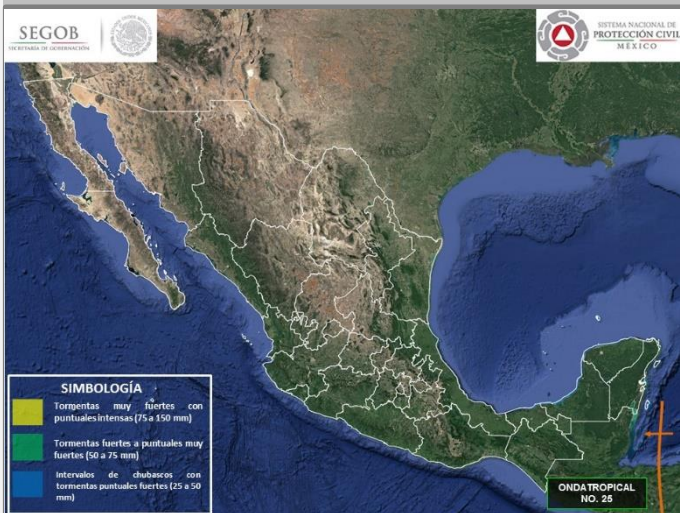 SEGOB
SECRETARÍA DE GOBERNACIÓN
SISTEMA NACIONAL DE
PROTECCIÓN CIVIL
MÉXICO
SIMBOLOGÍA
Tormentas muy fuertes con
puntuales intensas (75 a 150 mm)
Tormentas fuertes a puntuales muy
fuertes (50 a 75 mm)
Intervalos de chubascos con
tormentas puntuales fuertes (25 a 50
mm)
ONDATROPICAL
NO. 25